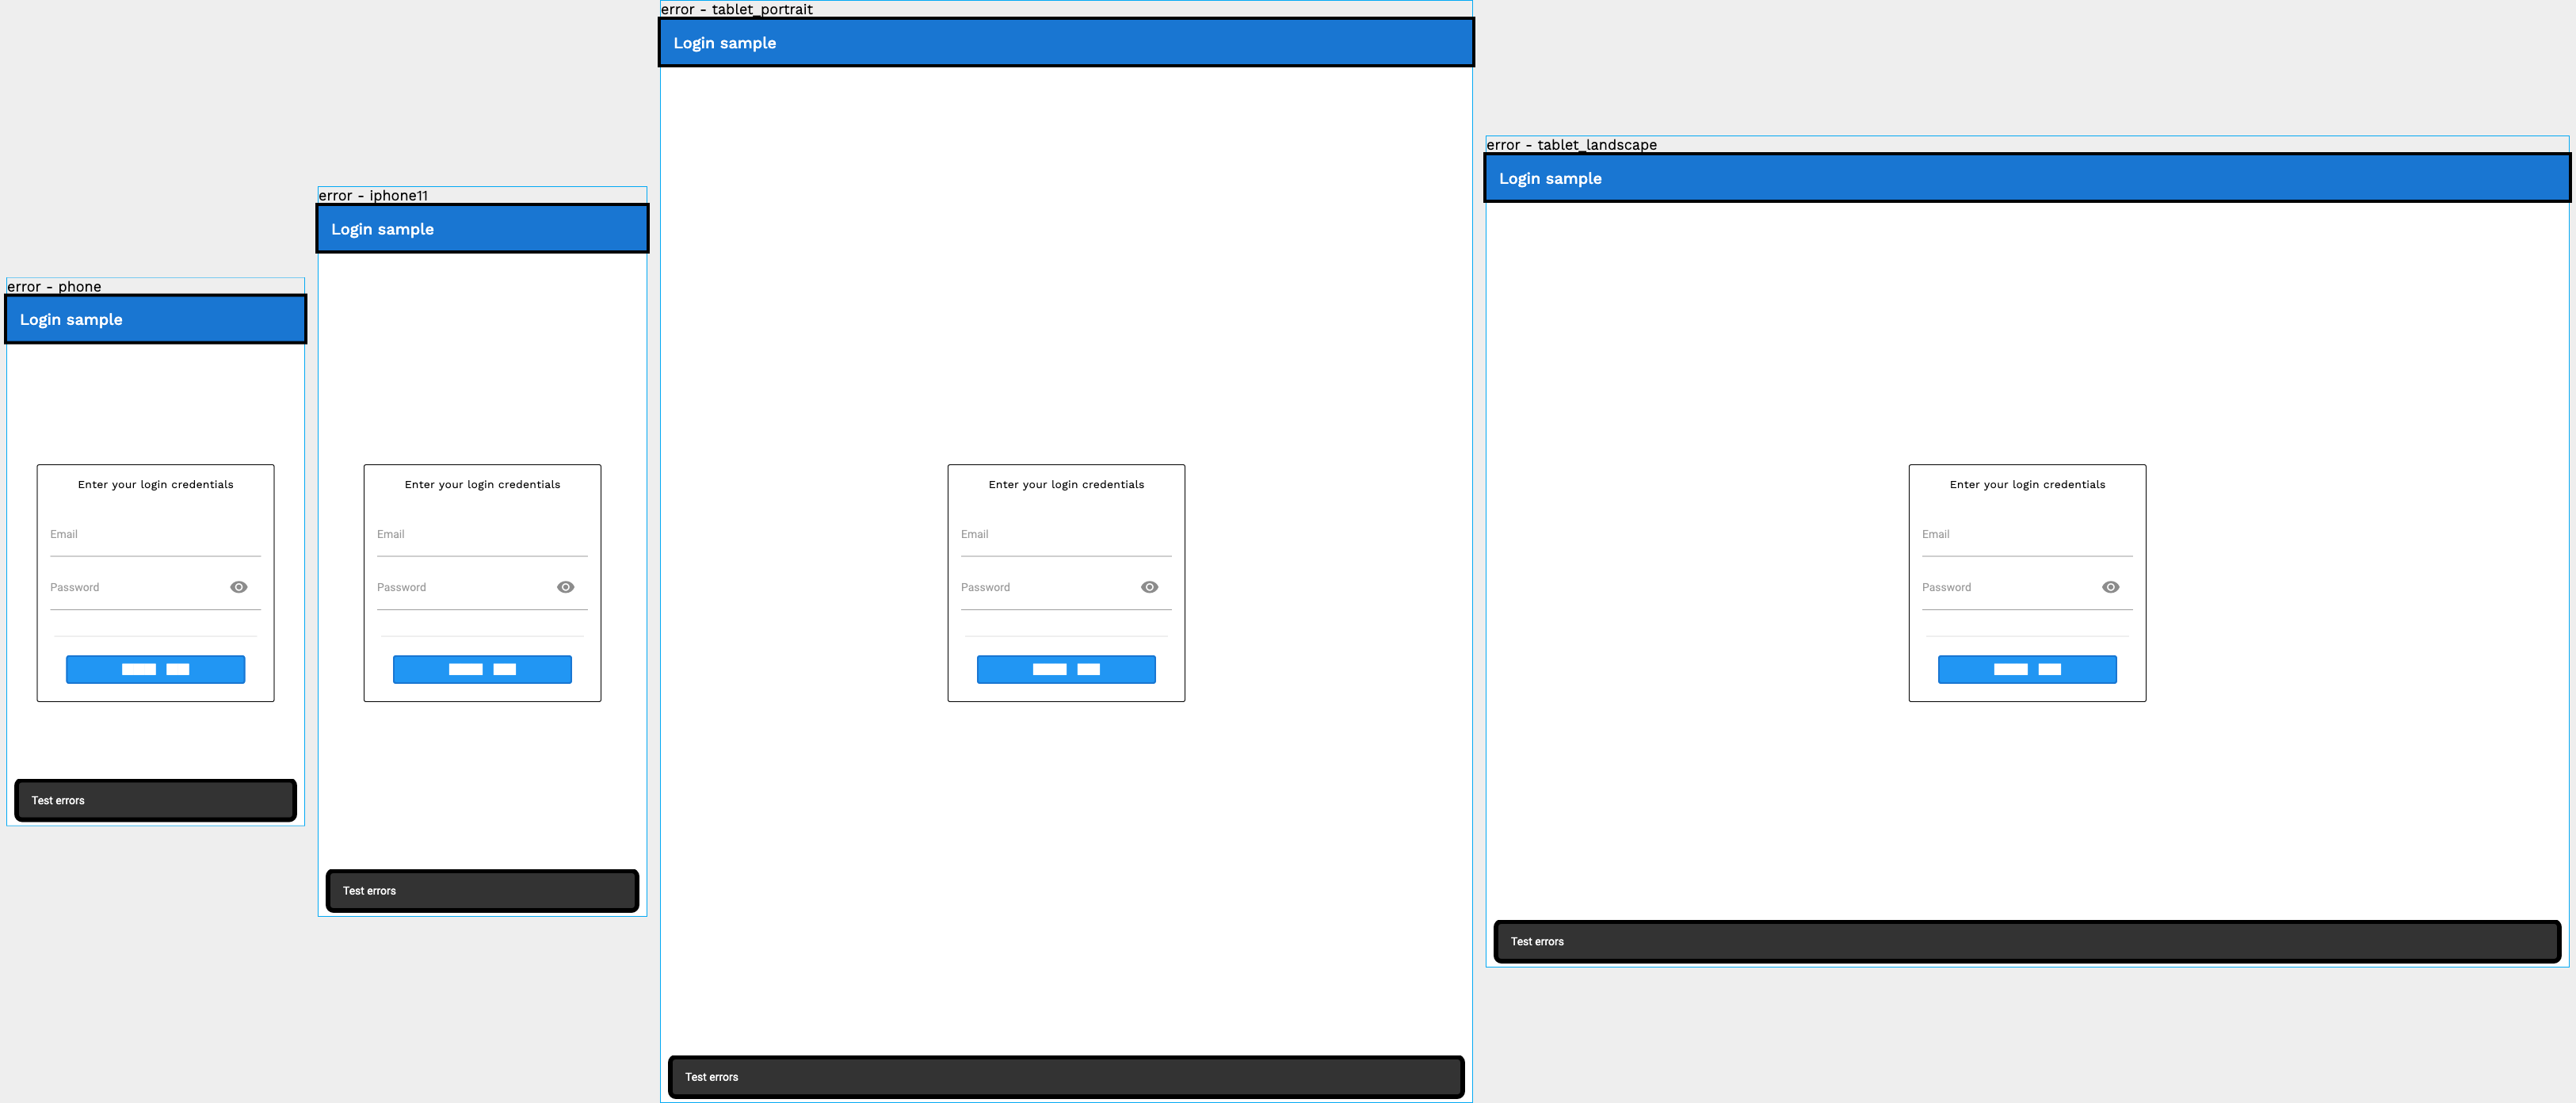 error - phone
Login sample
Enter your login credentials
Email
Password
Test errors
error - iphone11
Login sample
Enter your login credentials
Email
Password
Test errors
error - tablet_portrait
Login sample
Enter your login credentials
Email
Password
Test errors
error - tablet_landscape
Login sample
Enter your login credentials
Email
Password
Test errors